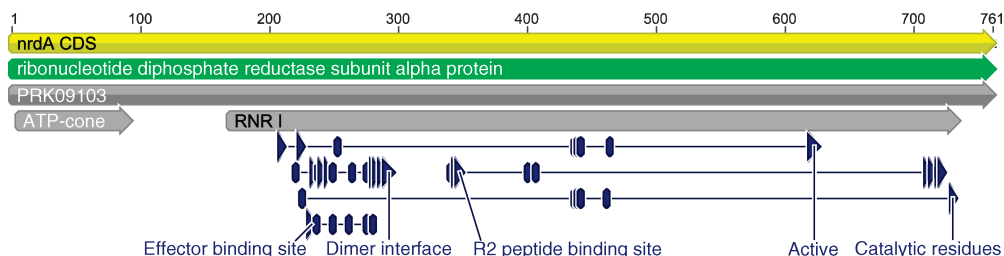 1 100 200 300 400 500 600 700 761
nrdA CDS
ribonucleotide diphosphate reductase subunit alpha protein
PRK09103
ATP-cone RNR I
Effector binding site Dimer interface R2 peptide binding site Active Catalytic residues